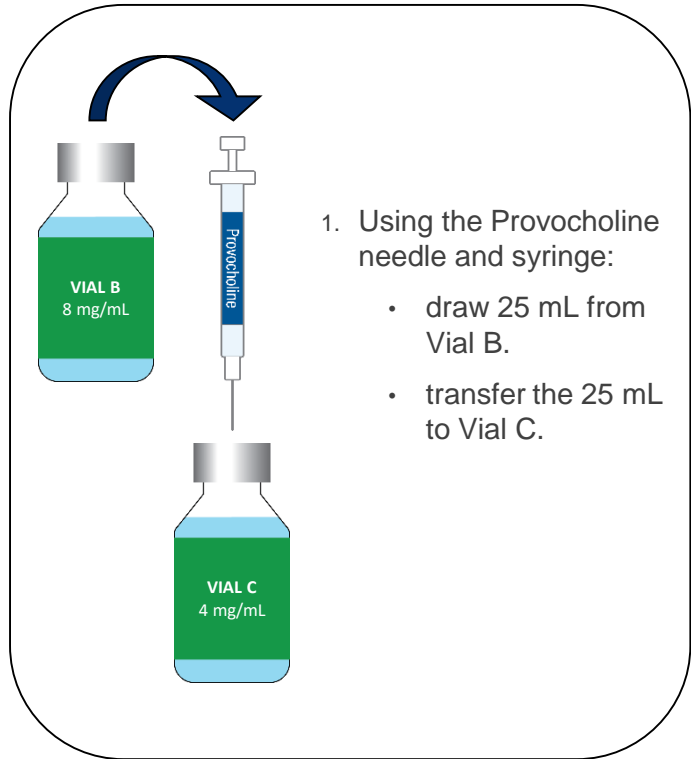 VIAL B
8 mg/mL
Provocholine
VIAL C
4 mg/mL
1. Using the Provocholine
needle and syringe:
• draw 25 mL from
Vial B.
• transfer the 25 mL
to Vial C.